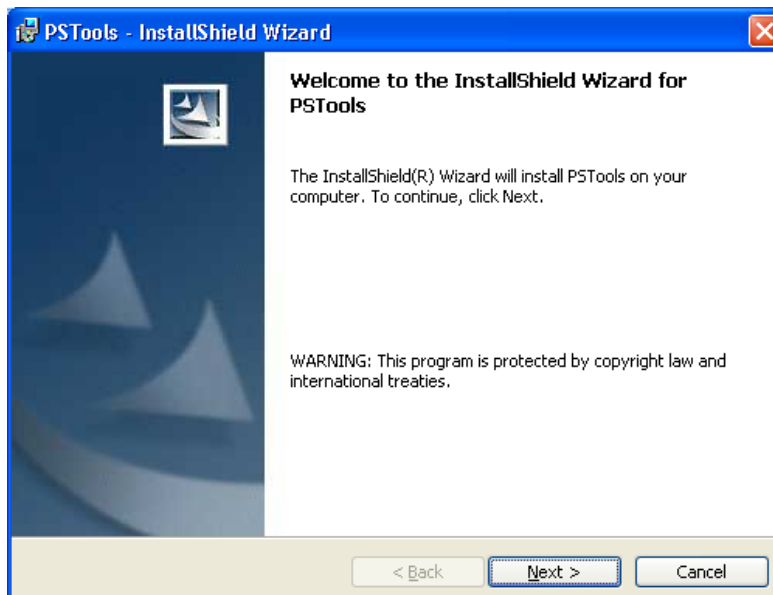 PSTools - InstallShield Wizard
Welcome to the InstallShield Wizard for
PSTools
The InstallShield(R) Wizard will install PSTools on your
computer. To continue, click Next.
WARNING: This program is protected by copyright law and
international treaties.
< Back
Next >
Cancel